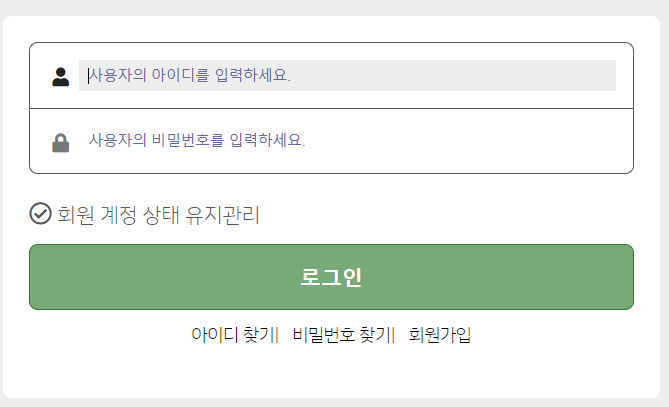 사용자의 아이디를 입력하세요.
사용자의 비밀번호를 입력하세요.
회원 계정 상태 유지관리
로그인
아이디 찾기| 비밀번호 찾기| 회원가입